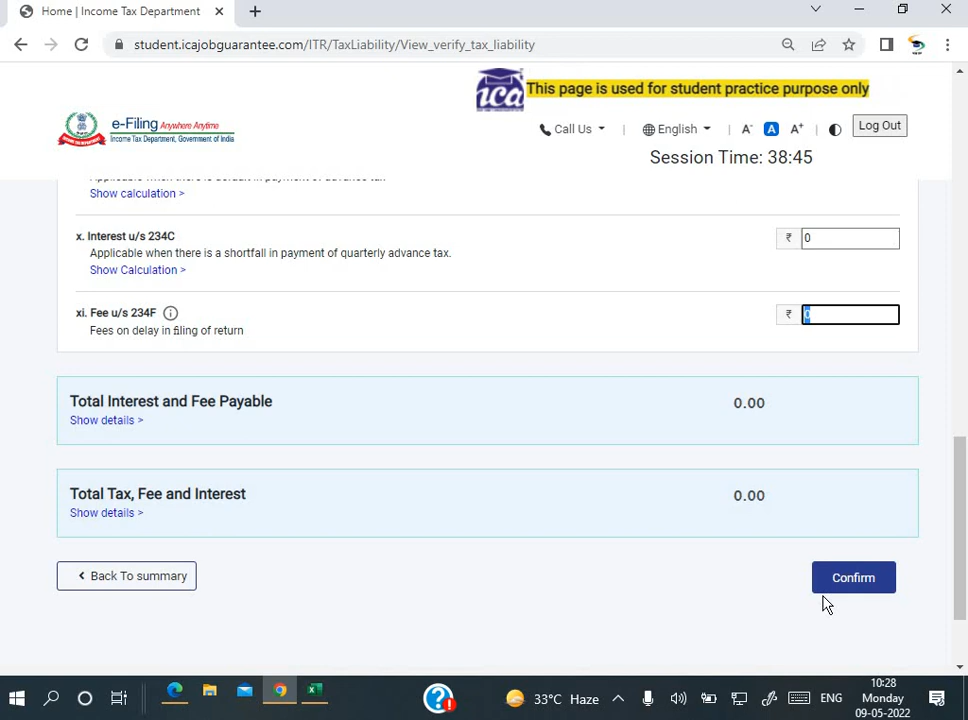 Home | Income Tax Department
student.icajobguarantee.com/ITR/TaxLiability/View_verify_tax_liability
ica
This page is used for student practice purpose only
e-Filing Anywhere Anytime
Income Tax Department, Government of India
Call Us
English
A-
A
A+
Log Out
Session Time: 38:45
Show calculation >
x. Interest u/s 234C
Applicable when there is a shortfall in payment of quarterly advance tax.
Show Calculation >
₹ 0
xi. Fee u/s 234F
Fees on delay in filing of return
₹ 0
Total Interest and Fee Payable
0.00
Show details >
Total Tax, Fee and Interest
0.00
Show details >
Back To summary
Confirm
33°C Haze
ENG
10:28
Monday
09-05-2022